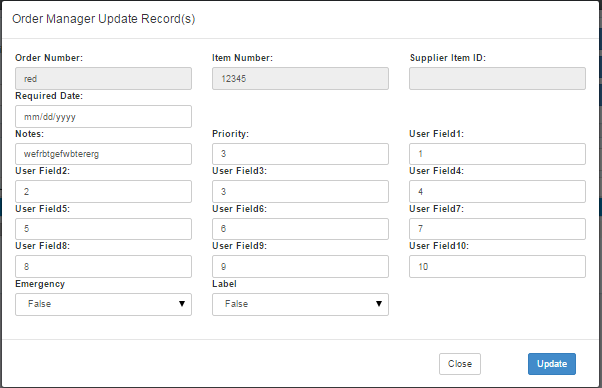 Order Manager Update Record(s)
Order Number: Item Number: Supplier Item ID:
red 12345
Required Date:
mm/dd/yyyy
Notes: Priority: User Field1:
wefrbtgefwbtererg 3 1
User Field2: User Field3: User Field4:
2 3 4
User Field5: User Field6: User Field7:
5 6 7
User Field8: User Field9: User Field10:
8 9 10
Emergency Label
False False
Close Update